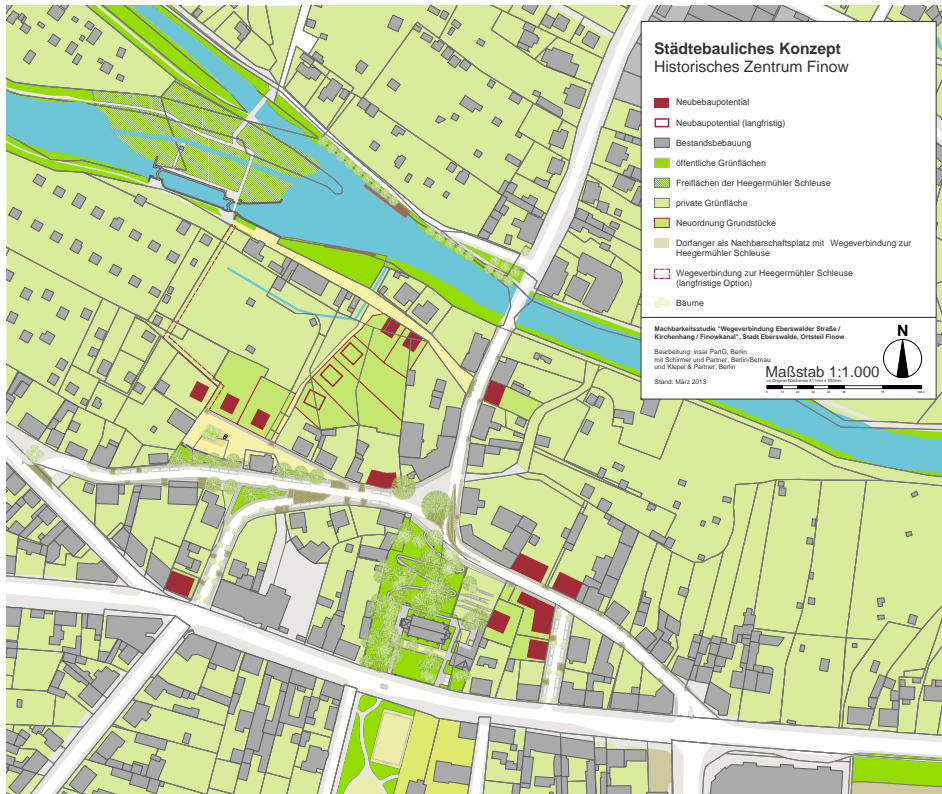 Städtebauliches Konzept
Historisches Zentrum Finow
Neubebaupotential
Neubaupotential (langfristig)
Bestandsbebauung
öffentliche Grünflächen
Freiflächen der Heegermühler Schleuse
private Grünfläche
Neuordnung Grundstücke
Dorfanger als Nachbarschaftsplatz mit Wegeverbindung zur
Heegermühler Schleuse
Wegeverbindung zur Heegermühler Schleuse
(langfristige Option)
Bäume
Machbarkeitsstudie "Wegeverbindung Eberswalder Straße /
Kirchenhang / Finowkanal", Stadt Eberswalde, Ortsteil Finow
N
Bearbeitung: insar PartG, Berlin
mit Schirmer und Partner, Berlin/Bernau
und Klepel & Partner, Berlin
Maßstab 1:1.000
Stand: März 2013